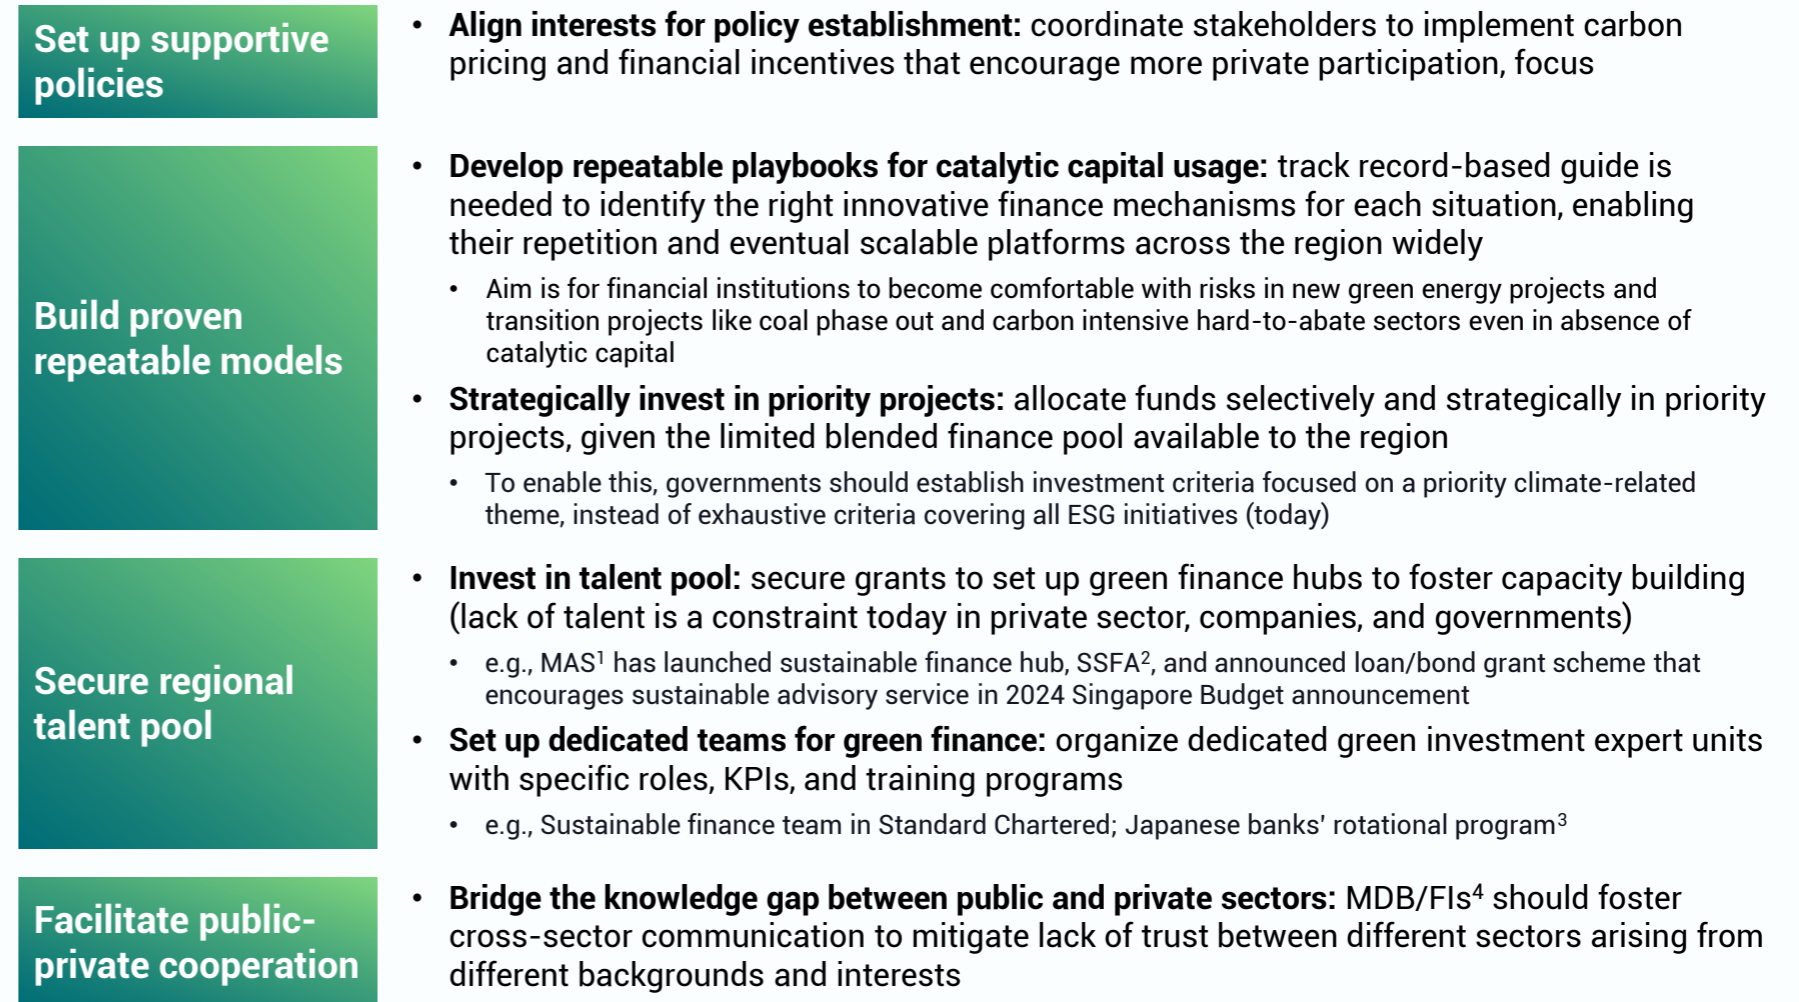 Set up supportive
policies
• Align interests for policy establishment: coordinate stakeholders to implement carbon
pricing and financial incentives that encourage more private participation, focus
Build proven
repeatable models
• Develop repeatable playbooks for catalytic capital usage: track record-based guide is
needed to identify the right innovative finance mechanisms for each situation, enabling
their repetition and eventual scalable platforms across the region widely
• Aim is for financial institutions to become comfortable with risks in new green energy projects and
transition projects like coal phase out and carbon intensive hard-to-abate sectors even in absence of
catalytic capital
• Strategically invest in priority projects: allocate funds selectively and strategically in priority
projects, given the limited blended finance pool available to the region
• To enable this, governments should establish investment criteria focused on a priority climate-related
theme, instead of exhaustive criteria covering all ESG initiatives (today)
Secure regional
talent pool
• Invest in talent pool: secure grants to set up green finance hubs to foster capacity building
(lack of talent is a constraint today in private sector, companies, and governments)
• e.g., MAS¹ has launched sustainable finance hub, SSFA², and announced loan/bond grant scheme that
encourages sustainable advisory service in 2024 Singapore Budget announcement
• Set up dedicated teams for green finance: organize dedicated green investment expert units
with specific roles, KPIs, and training programs
• e.g., Sustainable finance team in Standard Chartered; Japanese banks' rotational program³
Facilitate public-
private cooperation
• Bridge the knowledge gap between public and private sectors: MDB/FIs⁴ should foster
cross-sector communication to mitigate lack of trust between different sectors arising from
different backgrounds and interests